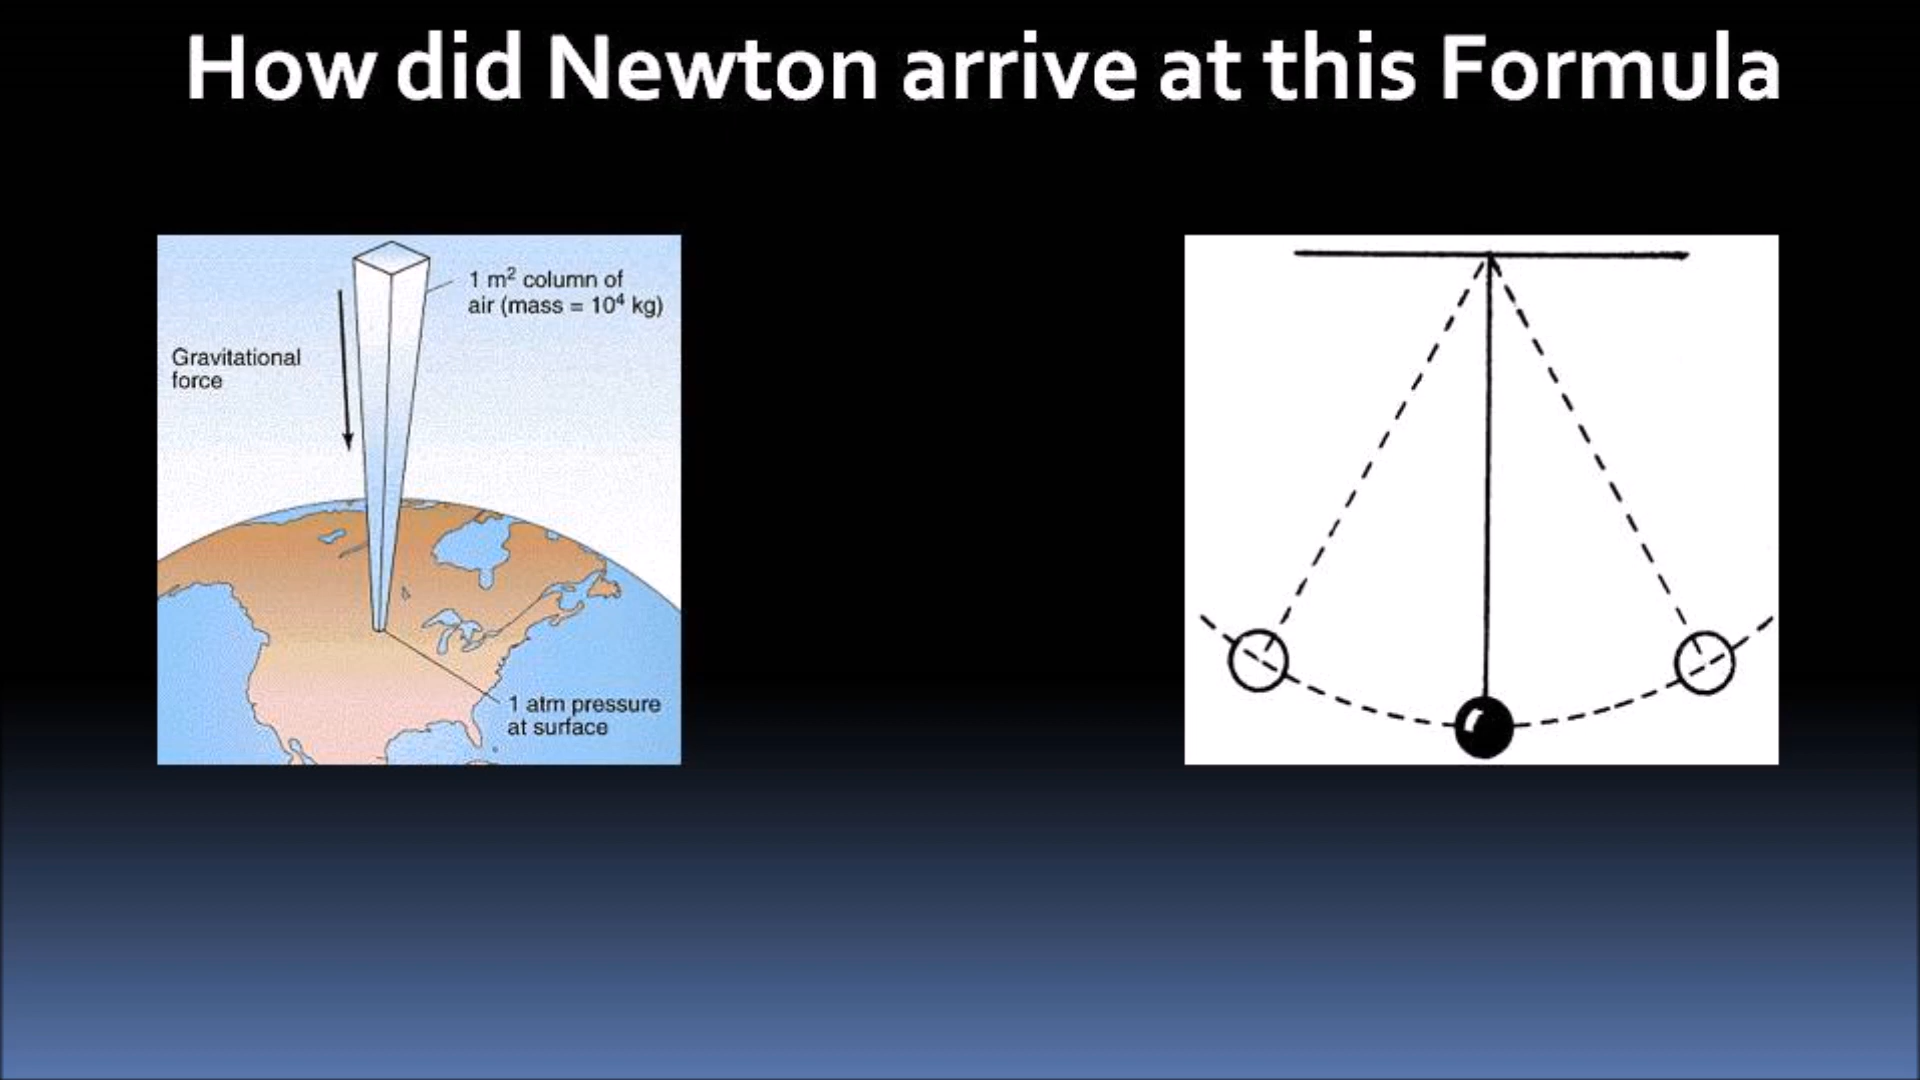 How did Newton arrive at this Formula
1 m² column of
air (mass = 10⁴ kg)
Gravitational
force
1 atm pressure
at surface